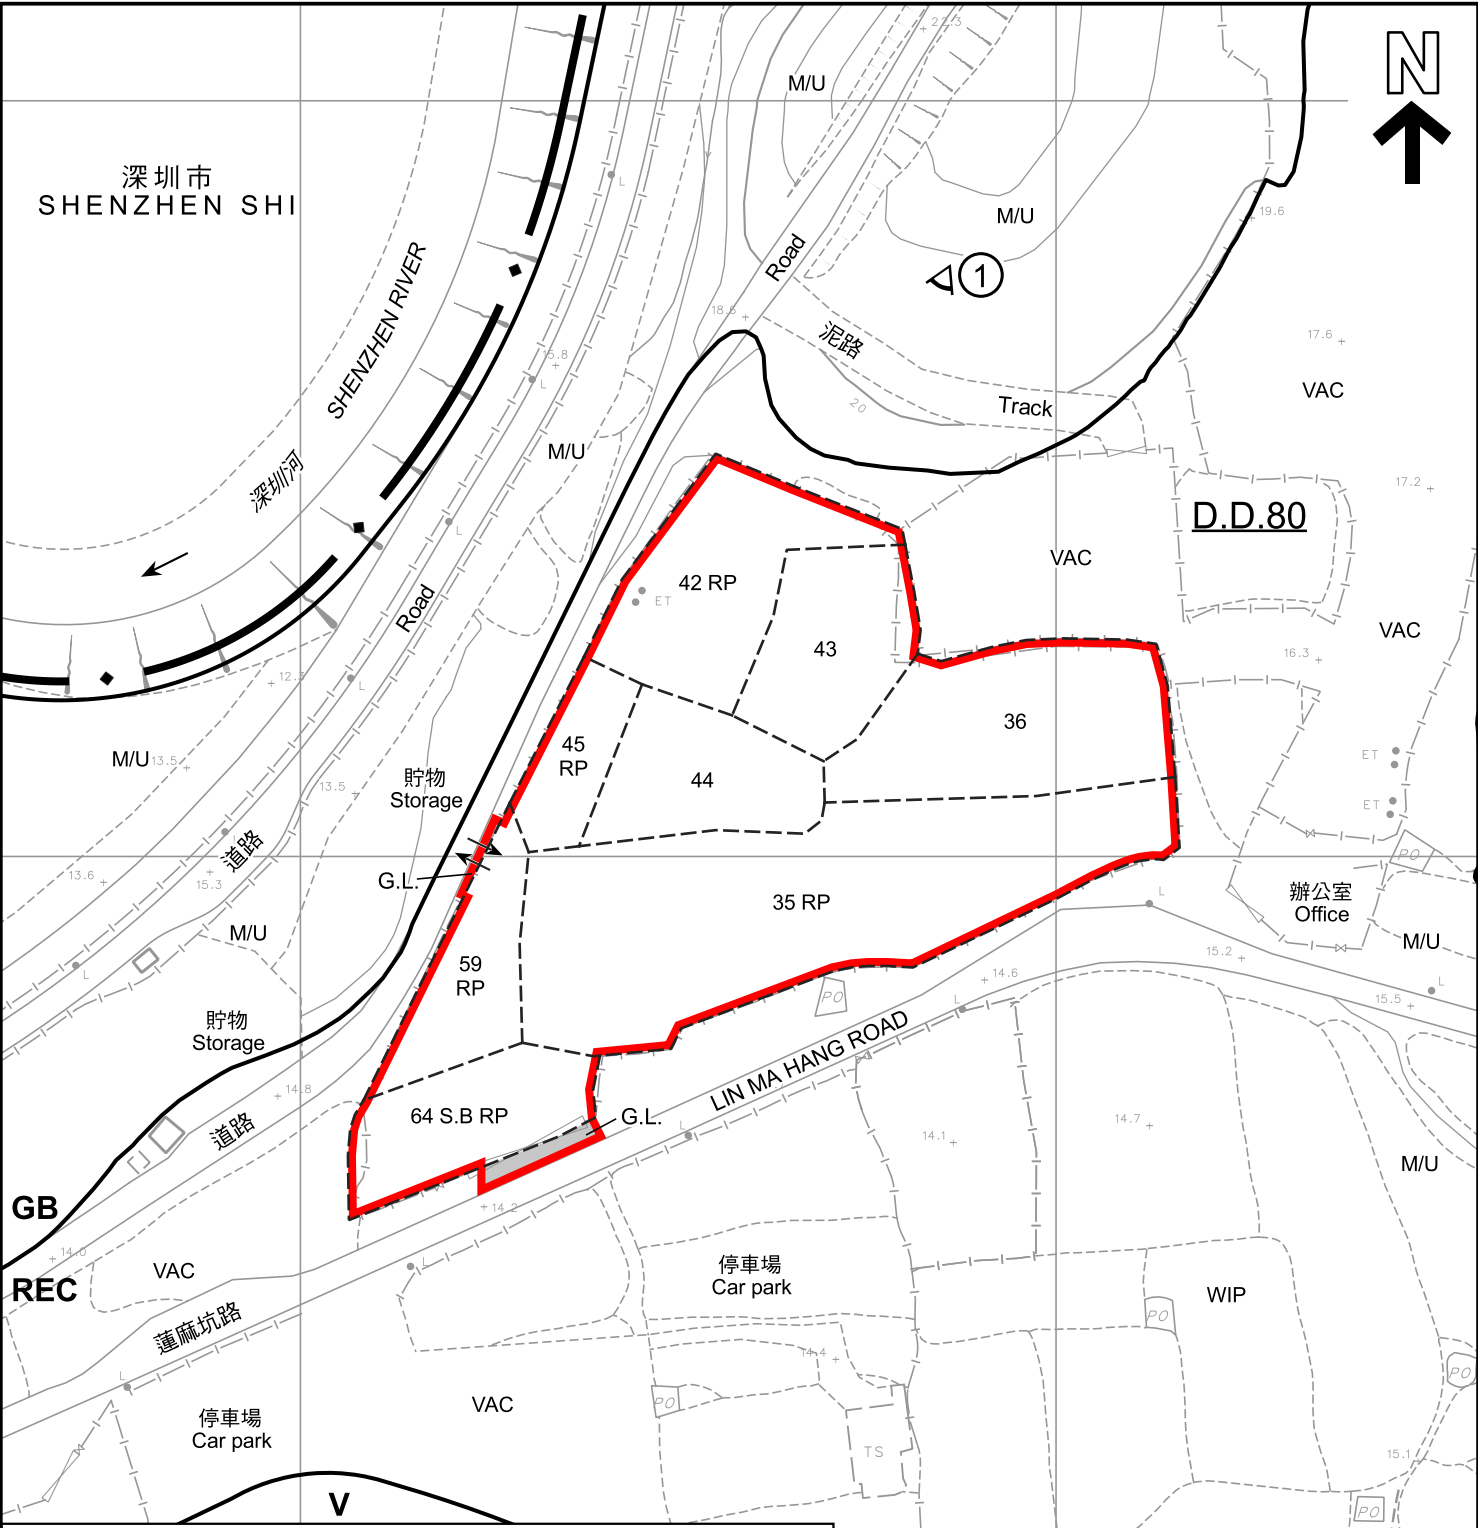 22.3
N
M/U
深圳市
SHENZHEN SHI
L
M/U
19.6
Road
1
SHENZHEN RIVER
18.6
17.6
泥路
15.8
L
VAC
20
Track
M/U
深圳河
17.2
D.D.80
L
VAC
42 RP
ET
Road
VAC
43
16.3
12.3
L
36
45
RP
M/U
13.5
ET
44
貯物
Storage
13.5
ET
道路
PO
G.L.
13.6
15.3
辦公室
Office
L
35 RP
M/U
M/U
15.2
59
RP
L
14.6
PO
L
15.5
L
貯物
Storage
LIN MA HANG ROAD
14.8
64 S.B RP
G.L.
14.7
道路
L
14.1
M/U
GB
14.2
14.0
VAC
停車場
Car park
L
REC
WIP
蓮麻坑路
PO
14.4
PO
L
VAC
PO
停車場
Car park
TS
15.1
V
PO